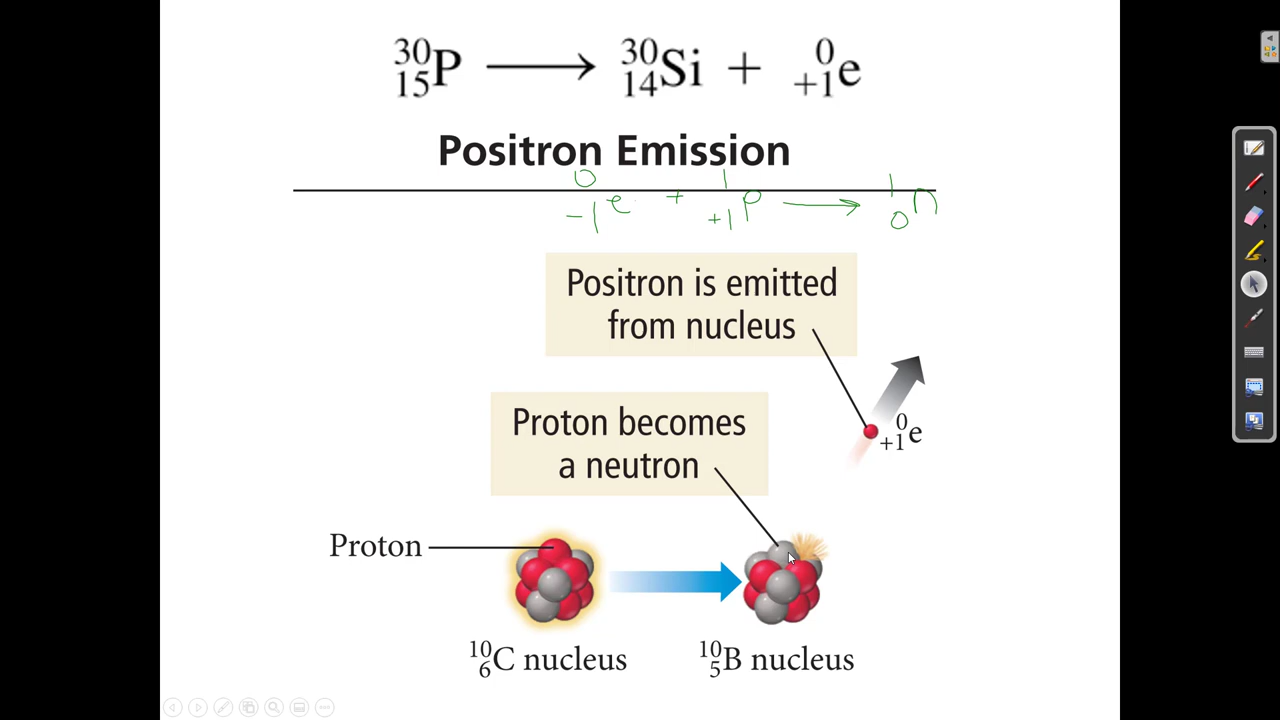 ³⁰₁₅P ⟶ ³⁰₁₄Si + ⁰₊₁e
Positron Emission
⁰₋₁e + ¹₊₁p ⟶ ¹₀n
Positron is emitted
from nucleus
⁰₊₁e
Proton becomes
a neutron
Proton
¹⁰₆C nucleus
¹⁰₅B nucleus